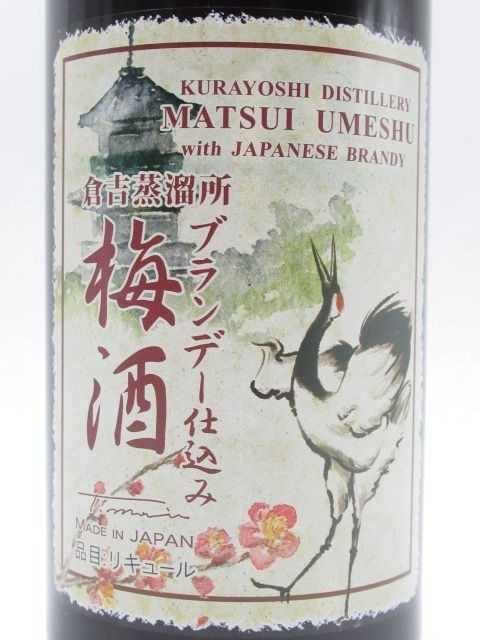 KURAYOSHI DISTILLERY
MATSUI UMESHU
with JAPANESE BRANDY
倉吉蒸溜所
ブランデー仕込み
梅酒
MADE IN JAPAN
品目:リキュール